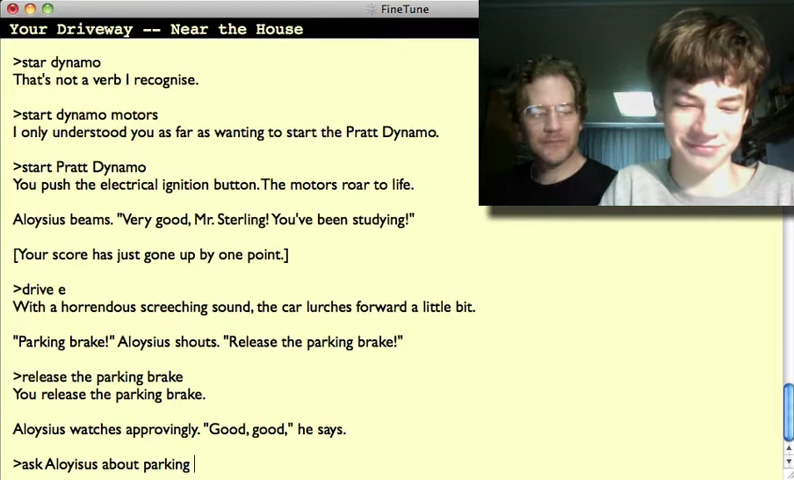 FineTune
Your Driveway -- Near the House
>star dynamo
That's not a verb I recognise.
>start dynamo motors
I only understood you as far as wanting to start the Pratt Dynamo.
>start Pratt Dynamo
You push the electrical ignition button. The motors roar to life.
Aloysius beams. "Very good, Mr. Sterling! You've been studying!"
[Your score has just gone up by one point.]
>drive e
With a horrendous screeching sound, the car lurches forward a little bit.
"Parking brake!" Aloysius shouts. "Release the parking brake!"
>release the parking brake
You release the parking brake.
Aloysius watches approvingly. "Good, good," he says.
>ask Aloyisus about parking